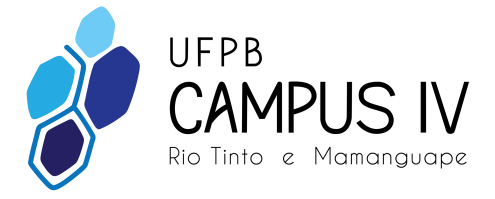 UFPB
CAMPUS IV
Rio Tinto e Mamanguape